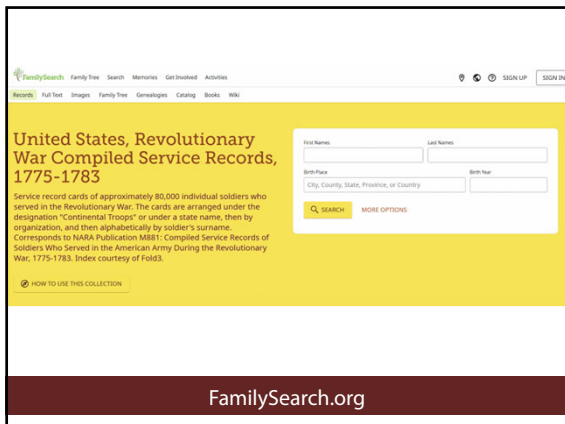 FamilySearch Family Tree Search Memories Get Involved Activities SIGN UP SIGN IN
Records Full Text Images Family Tree Genealogies Catalog Books Wiki
United States, Revolutionary
War Compiled Service Records,
1775-1783
Service record cards of approximately 80,000 individual soldiers who
served in the Revolutionary War. The cards are arranged under the
designation "Continental Troops" or under a state name, then by
organization, and then alphabetically by soldier's surname.
Corresponds to NARA Publication M881: Compiled Service Records of
Soldiers Who Served in the American Army During the Revolutionary
War, 1775-1783. Index courtesy of Fold3.
HOW TO USE THIS COLLECTION
First Names Last Names
Birth Place Birth Year
City, County, State, Province, or Country
SEARCH MORE OPTIONS
FamilySearch.org